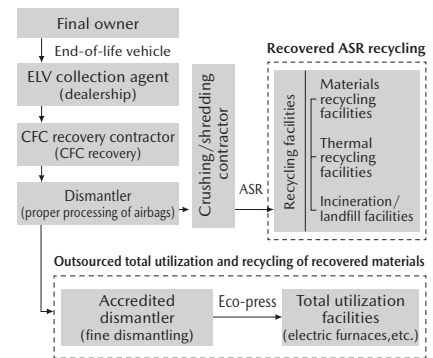 Final owner
End-of-life vehicle
ELV collection agent
(dealership)
CFC recovery contractor
(CFC recovery)
Dismantler
(proper processing of airbags)
Crushing/shredding
contractor
ASR
Recovered ASR recycling
Recycling facilities
Materials
recycling
facilities
Thermal
recycling
facilities
Incineration/
landfill facilities
Outsourced total utilization and recycling of recovered materials
Accredited
dismantler
(fine dismantling)
Eco-press
Total utilization
facilities
(electric furnaces,etc.)